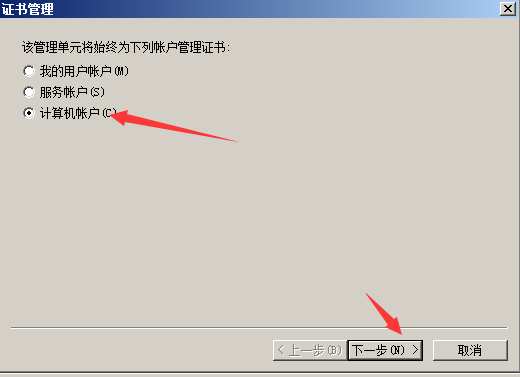 证书管理
该管理单元将始终为下列帐户管理证书:
我的用户帐户(M)
服务帐户(S)
计算机帐户(C)
< 上一步(B) 下一步(N) > 取消